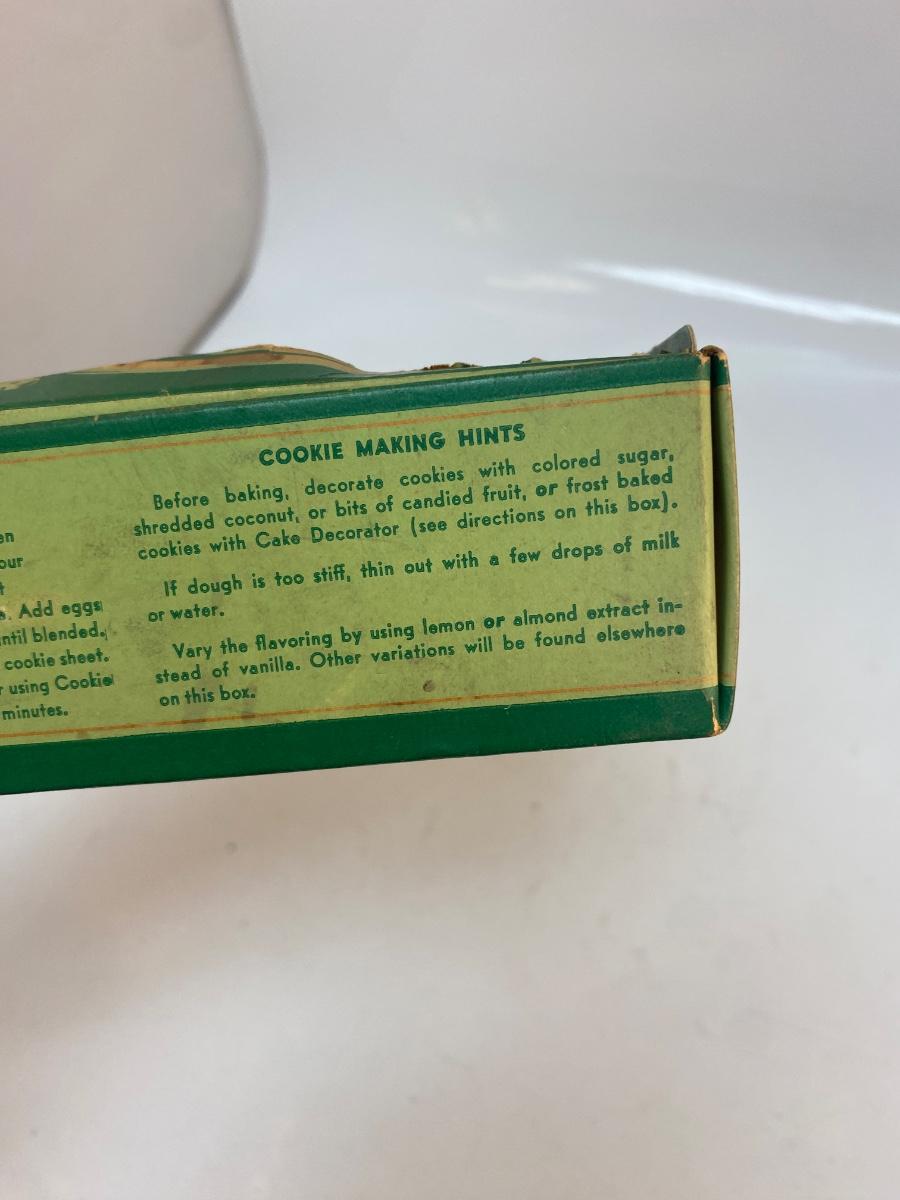 COOKIE MAKING HINTS
Before baking, decorate cookies with colored sugar,
shredded coconut, or bits of candied fruit, or frost baked
cookies with Cake Decorator (see directions on this box).
If dough is too stiff, thin out with a few drops of milk
or water.
Vary the flavoring by using lemon or almond extract in-
stead of vanilla. Other variations will be found elsewhere
on this box.
en
our
t
. Add eggs
ntil blended.
cookie sheet.
r using Cookie
minutes.